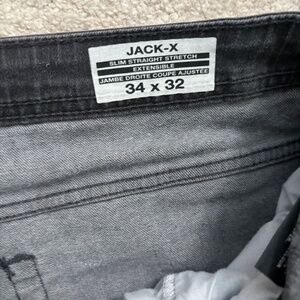 JACK-X
SLIM STRAIGHT STRETCH
EXTENSIBLE
JAMBE DROITE COUPE AJUSTÉE
34 x 32